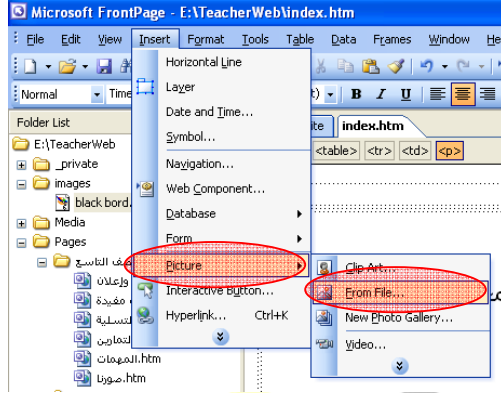 Microsoft FrontPage - E:\TeacherWeb\index.htm
File Edit View Insert Format Tools Table Data Frames Window
Normal
Folder List
E:\TeacherWeb
_private
images
black bord.
Media
Pages
التاسع
وإعلان
مفيدة
لتسلية
لتمارين
المهمات.htm
صورنا.htm
Horizontal Line
Layer
Date and Time...
Symbol...
Navigation...
Web Component...
Database
Form
Picture
Interactive Button...
Hyperlink... Ctrl+K
B I U
index.htm
<table> <tr> <td> <p>
Clip Art...
From File...
New Photo Gallery...
Video...